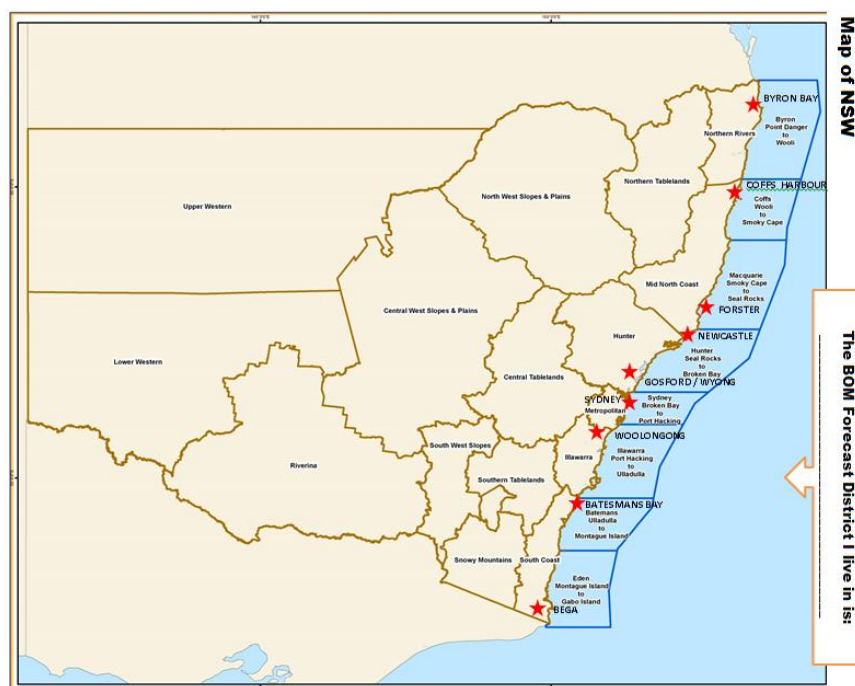 Map of NSW
BYRON BAY
Byron
Point Danger
to
Wooli
Northern Rivers
COFFS HARBOUR
Coffs
Wooli
to
Smoky Cape
Northern Tablelands
North West Slopes & Plains
Upper Western
Mid North Coast
Macquarie
Smoky Cape
to
Seal Rocks
FORSTER
Central West Slopes & Plains
Hunter
NEWCASTLE
Hunter
Seal Rocks
to
Broken Bay
Lower Western
Central Tablelands
GOSFORD / WYONG
SYDNEY
Metropolitan
Sydney
Broken Bay
to
Port Hacking
WOOLONGONG
South West Slopes
Illawarra
Illawarra
Port Hacking
to
Ulladulla
Riverina
Southern Tablelands
BATESMANS BAY
Batemans
Ulladulla
to
Montague Island
Snowy Mountains
South Coast
Eden
Montague Island
to
Gabo Island
BEGA
The BOM Forecast District I live in is: